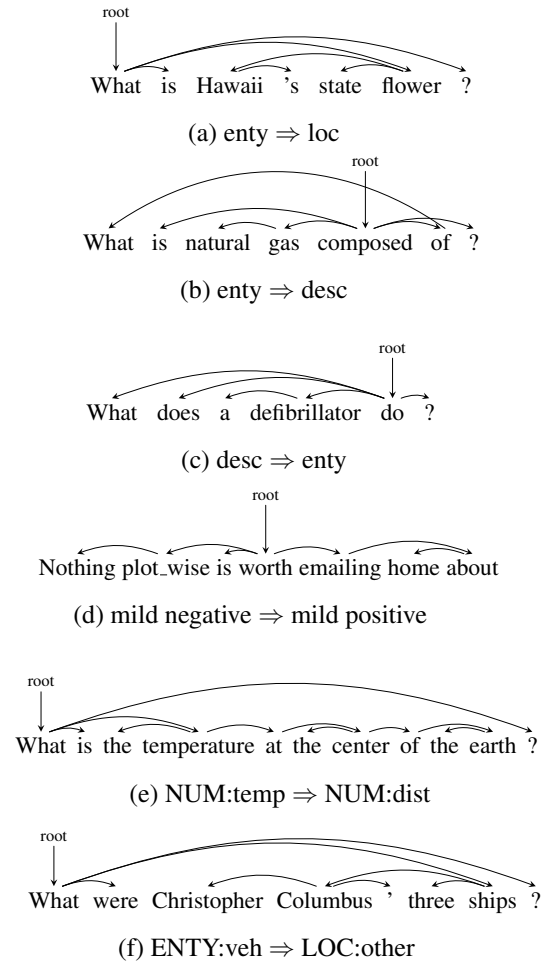 root
What is Hawaii 's state flower ?
(a) enty ⇒ loc
root
What is natural gas composed of ?
(b) enty ⇒ desc
root
What does a defibrillator do ?
(c) desc ⇒ enty
root
Nothing plot_wise is worth emailing home about
(d) mild negative ⇒ mild positive
root
What is the temperature at the center of the earth ?
(e) NUM:temp ⇒ NUM:dist
root
What were Christopher Columbus ' three ships ?
(f) ENTY:veh ⇒ LOC:other